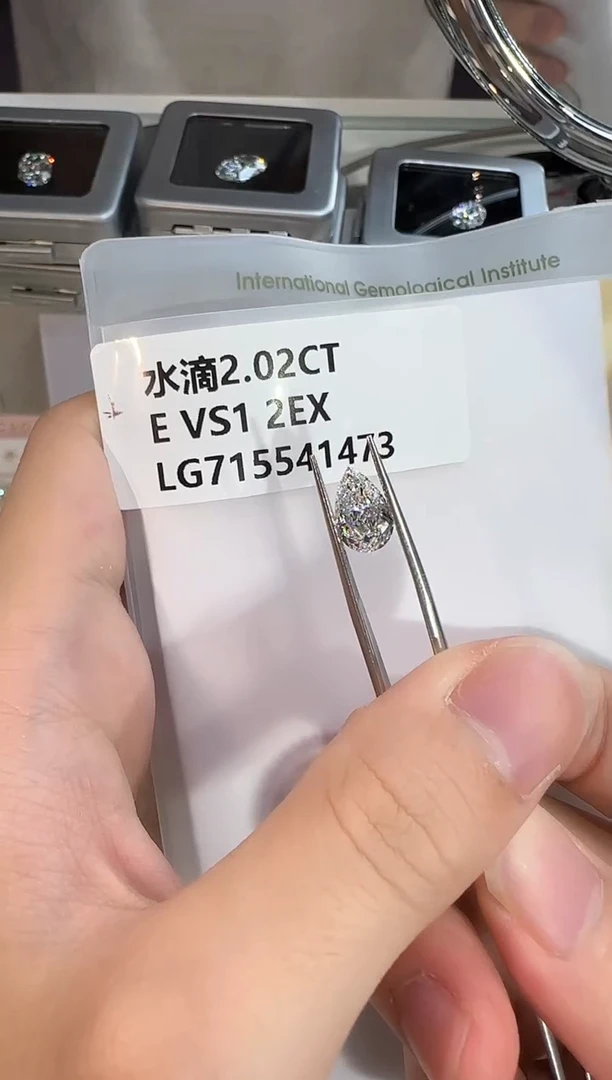 International Gemological Institute
水滴2.02CT
E VS1 2EX
LG715541473